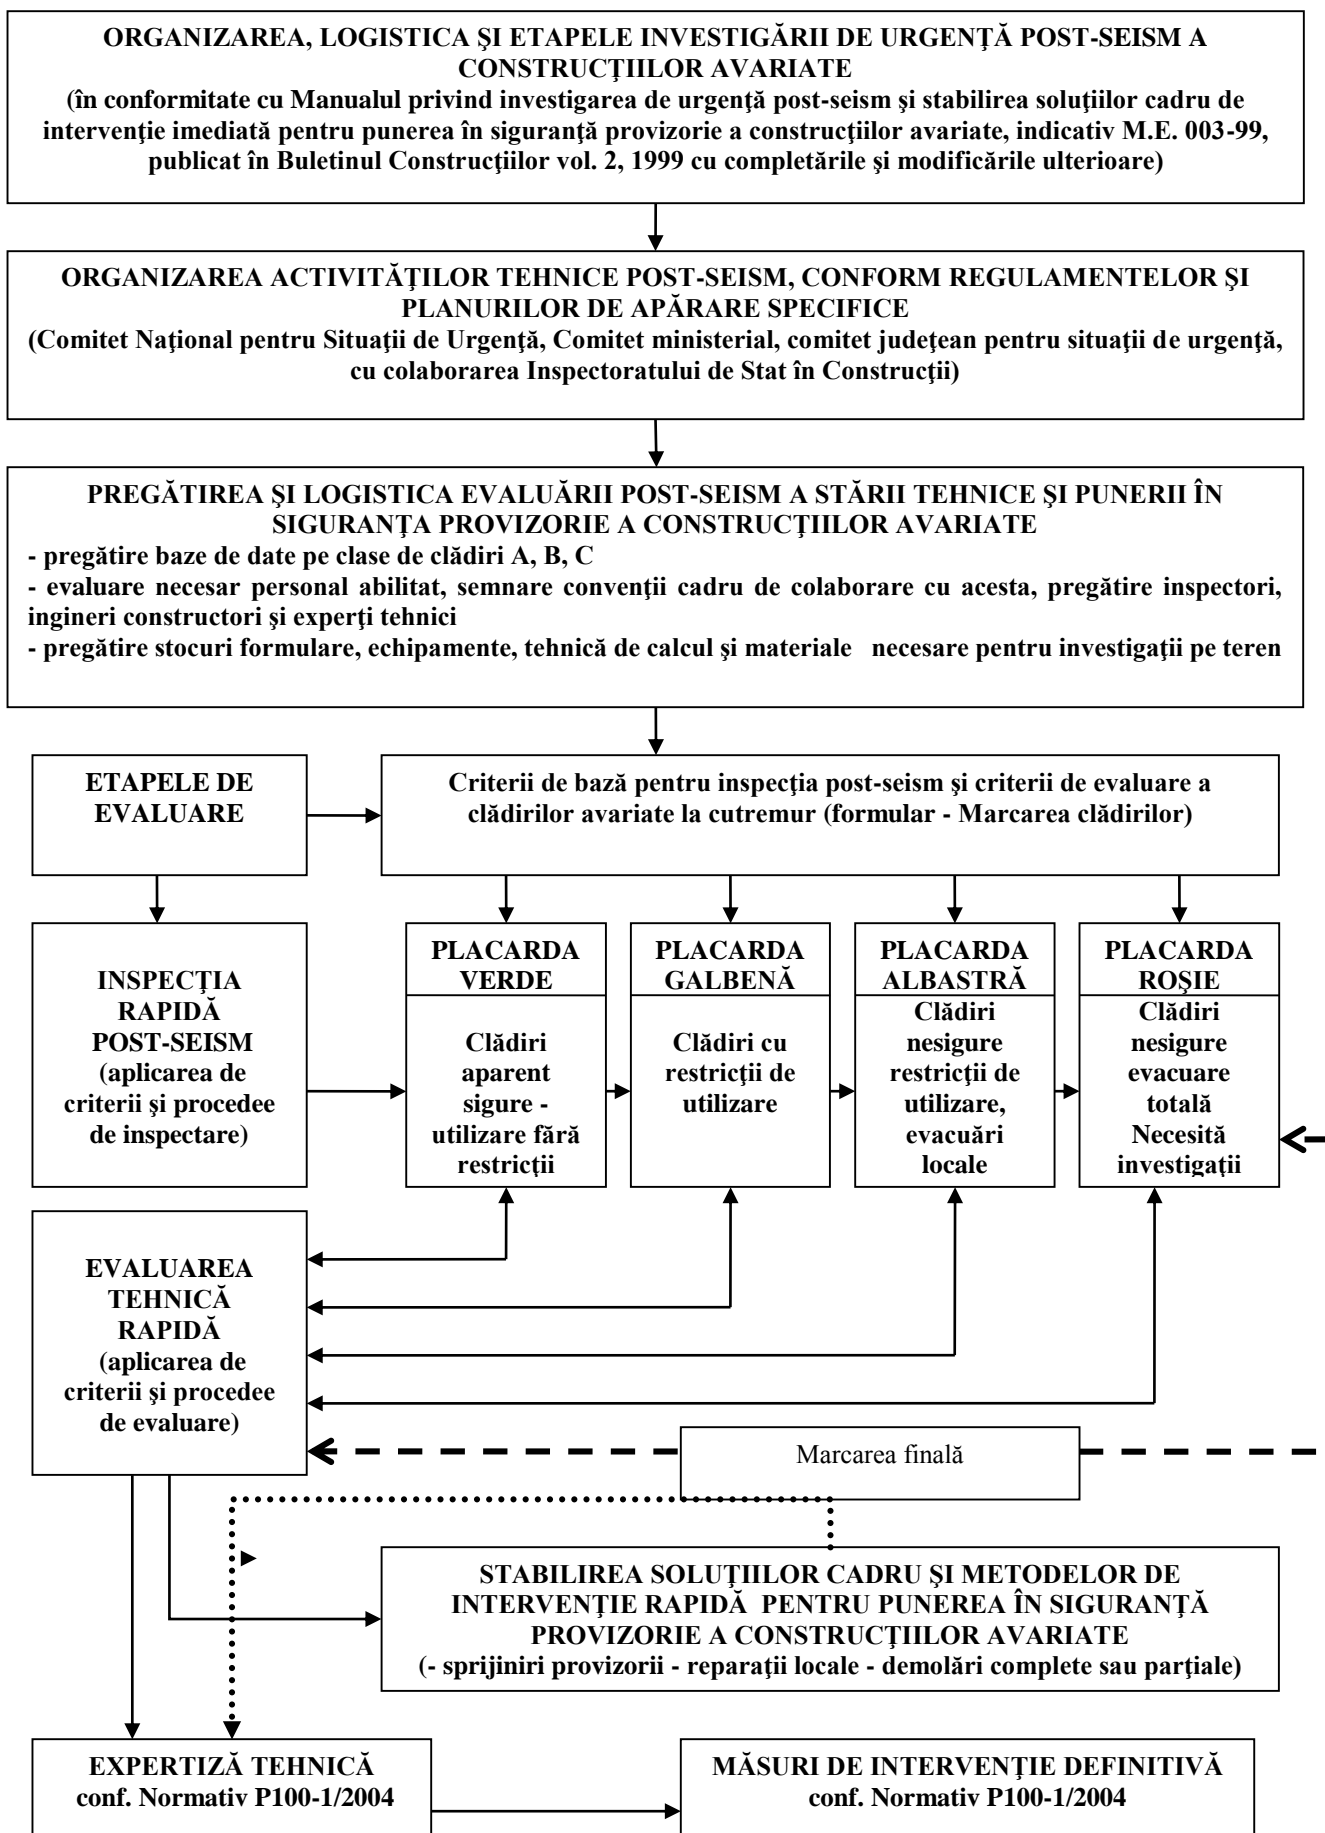 ORGANIZAREA, LOGISTICA ŞI ETAPELE INVESTIGĂRII DE URGENŢĂ POST-SEISM A
CONSTRUCŢIILOR AVARIATE
(în conformitate cu Manualul privind investigarea de urgenţă post-seism şi stabilirea soluţiilor cadru de
intervenţie imediată pentru punerea în siguranţă provizorie a construcţiilor avariate, indicativ M.E. 003-99,
publicat în Buletinul Construcţiilor vol. 2, 1999 cu completările şi modificările ulterioare)
ORGANIZAREA ACTIVITĂŢILOR TEHNICE POST-SEISM, CONFORM REGULAMENTELOR ŞI
PLANURILOR DE APĂRARE SPECIFICE
(Comitet Naţional pentru Situaţii de Urgenţă, Comitet ministerial, comitet judeţean pentru situaţii de urgenţă,
cu colaborarea Inspectoratului de Stat în Construcţii)
PREGĂTIREA ŞI LOGISTICA EVALUĂRII POST-SEISM A STĂRII TEHNICE ŞI PUNERII ÎN
SIGURANŢA PROVIZORIE A CONSTRUCŢIILOR AVARIATE
- pregătire baze de date pe clase de clădiri A, B, C
- evaluare necesar personal abilitat, semnare convenţii cadru de colaborare cu acesta, pregătire inspectori,
ingineri constructori şi experţi tehnici
- pregătire stocuri formulare, echipamente, tehnică de calcul şi materiale necesare pentru investigaţii pe teren
ETAPELE DE
EVALUARE
Criterii de bază pentru inspecţia post-seism şi criterii de evaluare a
clădirilor avariate la cutremur (formular - Marcarea clădirilor)
INSPECŢIA
RAPIDĂ
POST-SEISM
(aplicarea de
criterii şi procedee
de inspectare)
PLACARDA
VERDE
Clădiri
aparent
sigure -
utilizare fără
restricţii
PLACARDA
GALBENĂ
Clădiri cu
restricţii de
utilizare
PLACARDA
ALBASTRĂ
Clădiri
nesigure
restricţii de
utilizare,
evacuări
locale
PLACARDA
ROŞIE
Clădiri
nesigure
evacuare
totală
Necesită
investigaţii
EVALUAREA
TEHNICĂ
RAPIDĂ
(aplicarea de
criterii şi procedee
de evaluare)
Marcarea finală
STABILIREA SOLUŢIILOR CADRU ŞI METODELOR DE
INTERVENŢIE RAPIDĂ PENTRU PUNEREA ÎN SIGURANŢĂ
PROVIZORIE A CONSTRUCŢIILOR AVARIATE
(- sprijiniri provizorii - reparaţii locale - demolări complete sau parţiale)
EXPERTIZĂ TEHNICĂ
conf. Normativ P100-1/2004
MĂSURI DE INTERVENŢIE DEFINITIVĂ
conf. Normativ P100-1/2004